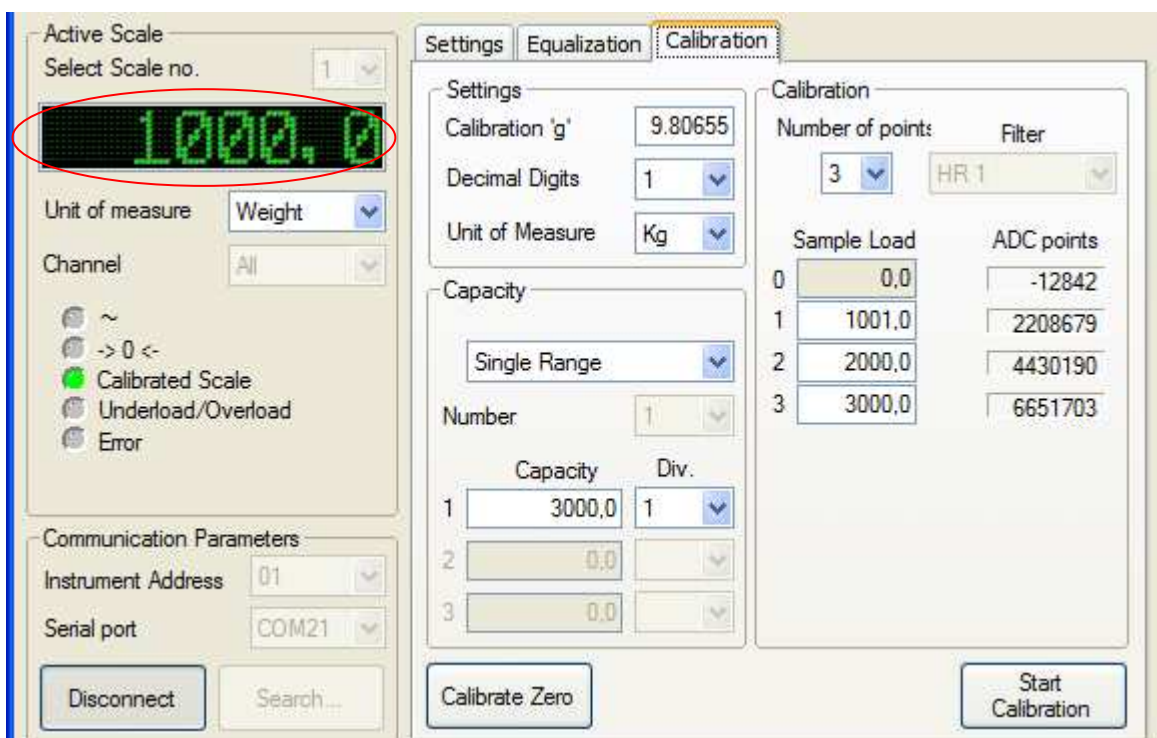 Active Scale
Select Scale no. 1
1000,0
Unit of measure Weight
Channel All
~
-> 0 <-
Calibrated Scale
Underload/Overload
Error
Communication Parameters
Instrument Address 01
Serial port COM21
Disconnect Search...
Settings Equalization Calibration
Settings
Calibration 'g' 9.80655
Decimal Digits 1
Unit of Measure Kg
Capacity
Single Range
Number 1
Capacity Div.
1 3000,0 1
2 0,0
3 0,0
Calibrate Zero
Calibration
Number of points Filter
3 HR 1
Sample Load ADC points
0 0,0 -12842
1 1001,0 2208679
2 2000,0 4430190
3 3000,0 6651703
Start
Calibration